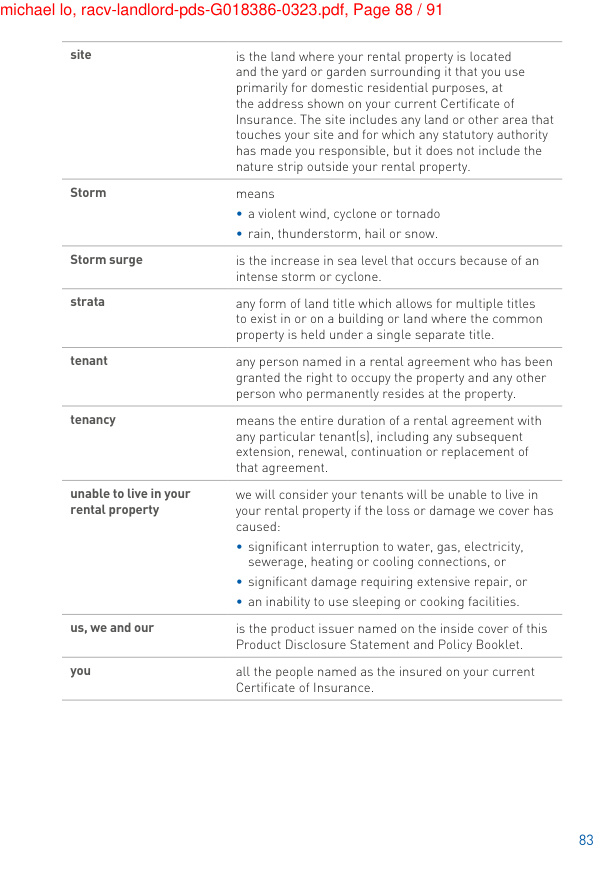 michael lo, racv-landlord-pds-G018386-0323.pdf, Page 88 / 91
site
is the land where your rental property is located
and the yard or garden surrounding it that you use
primarily for domestic residential purposes, at
the address shown on your current Certificate of
Insurance. The site includes any land or other area that
touches your site and for which any statutory authority
has made you responsible, but it does not include the
nature strip outside your rental property.
Storm
means
• a violent wind, cyclone or tornado
• rain, thunderstorm, hail or snow.
Storm surge
is the increase in sea level that occurs because of an
intense storm or cyclone.
strata
any form of land title which allows for multiple titles
to exist in or on a building or land where the common
property is held under a single separate title.
tenant
any person named in a rental agreement who has been
granted the right to occupy the property and any other
person who permanently resides at the property.
tenancy
means the entire duration of a rental agreement with
any particular tenant(s), including any subsequent
extension, renewal, continuation or replacement of
that agreement.
unable to live in your
rental property
we will consider your tenants will be unable to live in
your rental property if the loss or damage we cover has
caused:
• significant interruption to water, gas, electricity,
sewerage, heating or cooling connections, or
• significant damage requiring extensive repair, or
• an inability to use sleeping or cooking facilities.
us, we and our
is the product issuer named on the inside cover of this
Product Disclosure Statement and Policy Booklet.
you
all the people named as the insured on your current
Certificate of Insurance.
83